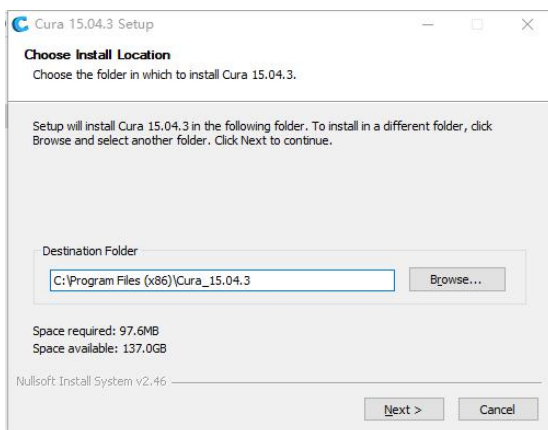 Cura 15.04.3 Setup
Choose Install Location
Choose the folder in which to install Cura 15.04.3.
Setup will install Cura 15.04.3 in the following folder. To install in a different folder, click
Browse and select another folder. Click Next to continue.
Destination Folder
C:\Program Files (x86)\Cura_15.04.3
Browse...
Space required: 97.6MB
Space available: 137.0GB
Nullsoft Install System v2.46
Next >
Cancel